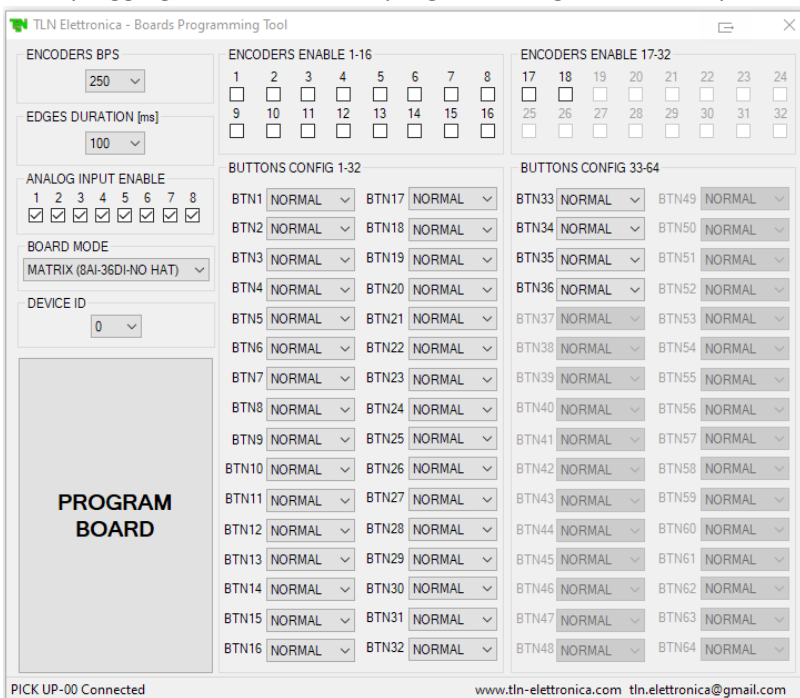 TLN Elettronica - Boards Programming Tool
ENCODERS BPS
250
EDGES DURATION [ms]
100
ANALOG INPUT ENABLE
1 2 3 4 5 6 7 8
BOARD MODE
MATRIX (8AI-36DI-NO HAT)
DEVICE ID
0
PROGRAM
BOARD
ENCODERS ENABLE 1-16
1 2 3 4 5 6 7 8
9 10 11 12 13 14 15 16
BUTTONS CONFIG 1-32
BTN1 NORMAL BTN17 NORMAL
BTN2 NORMAL BTN18 NORMAL
BTN3 NORMAL BTN19 NORMAL
BTN4 NORMAL BTN20 NORMAL
BTN5 NORMAL BTN21 NORMAL
BTN6 NORMAL BTN22 NORMAL
BTN7 NORMAL BTN23 NORMAL
BTN8 NORMAL BTN24 NORMAL
BTN9 NORMAL BTN25 NORMAL
BTN10 NORMAL BTN26 NORMAL
BTN11 NORMAL BTN27 NORMAL
BTN12 NORMAL BTN28 NORMAL
BTN13 NORMAL BTN29 NORMAL
BTN14 NORMAL BTN30 NORMAL
BTN15 NORMAL BTN31 NORMAL
BTN16 NORMAL BTN32 NORMAL
ENCODERS ENABLE 17-32
17 18 19 20 21 22 23 24
25 26 27 28 29 30 31 32
BUTTONS CONFIG 33-64
BTN33 NORMAL BTN49 NORMAL
BTN34 NORMAL BTN50 NORMAL
BTN35 NORMAL BTN51 NORMAL
BTN36 NORMAL BTN52 NORMAL
BTN37 NORMAL BTN53 NORMAL
BTN38 NORMAL BTN54 NORMAL
BTN39 NORMAL BTN55 NORMAL
BTN40 NORMAL BTN56 NORMAL
BTN41 NORMAL BTN57 NORMAL
BTN42 NORMAL BTN58 NORMAL
BTN43 NORMAL BTN59 NORMAL
BTN44 NORMAL BTN60 NORMAL
BTN45 NORMAL BTN61 NORMAL
BTN46 NORMAL BTN62 NORMAL
BTN47 NORMAL BTN63 NORMAL
BTN48 NORMAL BTN64 NORMAL
PICK UP-00 Connected
www.tln-elettronica.com tln.elettronica@gmail.com